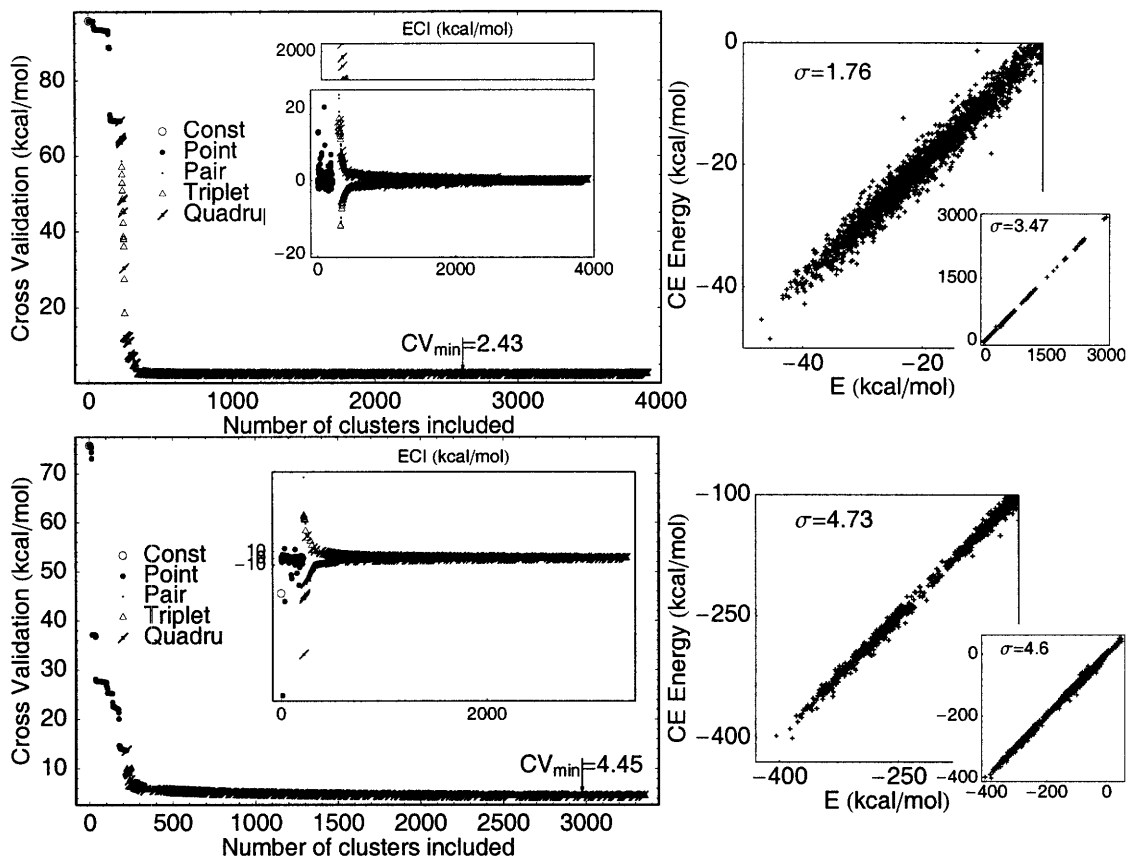 ECI (kcal/mol)
2000
20
0
−20
0
2000
4000
Cross Validation (kcal/mol)
80
60
40
20
Const
Point
Pair
Triplet
Quadru
CVmin=2.43
0
1000
2000
3000
4000
Number of clusters included
CE Energy (kcal/mol)
0
−20
−40
σ=1.76
−40
−20
E (kcal/mol)
3000
1500
0
σ=3.47
0
1500
3000
ECI (kcal/mol)
10
−10
0
2000
Cross Validation (kcal/mol)
70
60
50
40
30
20
10
Const
Point
Pair
Triplet
Quadru
CVmin=4.45
0
500
1000
1500
2000
2500
3000
Number of clusters included
CE Energy (kcal/mol)
−100
−250
−400
σ=4.73
−400
−250
E (kcal/mol)
0
−200
−400
σ=4.6
−400
−200
0